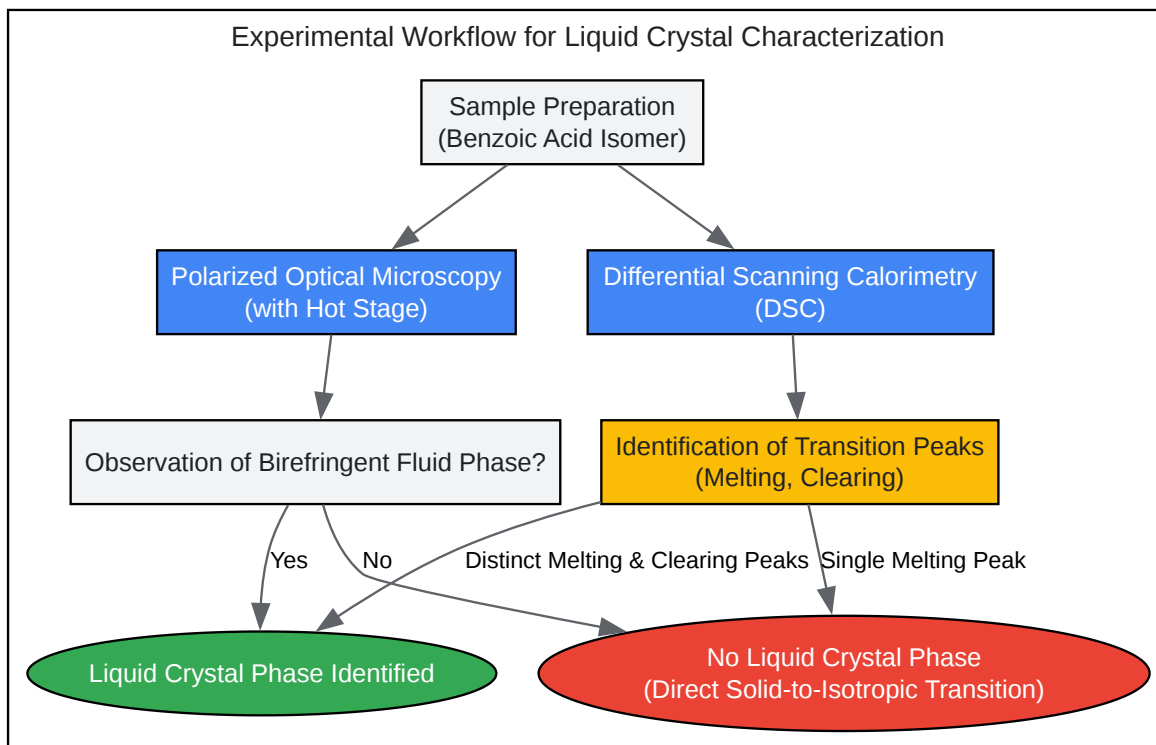 Experimental Workflow for Liquid Crystal Characterization
Sample Preparation
(Benzoic Acid Isomer)
Polarized Optical Microscopy
(with Hot Stage)
Differential Scanning Calorimetry
(DSC)
Observation of Birefringent Fluid Phase?
Identification of Transition Peaks
(Melting, Clearing)
Yes
No
Distinct Melting & Clearing Peaks
Single Melting Peak
Liquid Crystal Phase Identified
No Liquid Crystal Phase
(Direct Solid-to-Isotropic Transition)